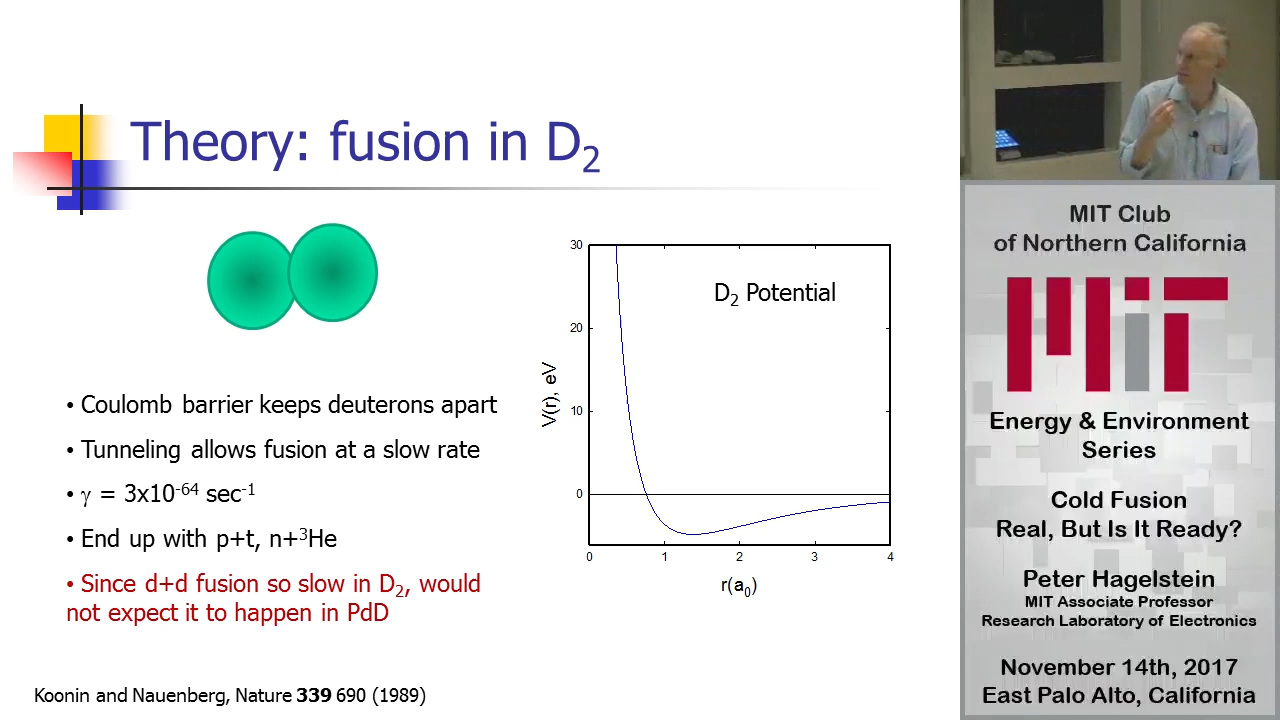 Theory: fusion in D₂
• Coulomb barrier keeps deuterons apart
• Tunneling allows fusion at a slow rate
• γ = 3x10⁻⁶⁴ sec⁻¹
• End up with p+t, n+³He
• Since d+d fusion so slow in D₂, would
not expect it to happen in PdD
Koonin and Nauenberg, Nature 339 690 (1989)
D₂ Potential
V(r), eV
30
20
10
0
0 1 2 3 4
r(a₀)
MIT Club
of Northern California
MIT
Energy & Environment
Series
Cold Fusion
Real, But Is It Ready?
Peter Hagelstein
MIT Associate Professor
Research Laboratory of Electronics
November 14th, 2017
East Palo Alto, California